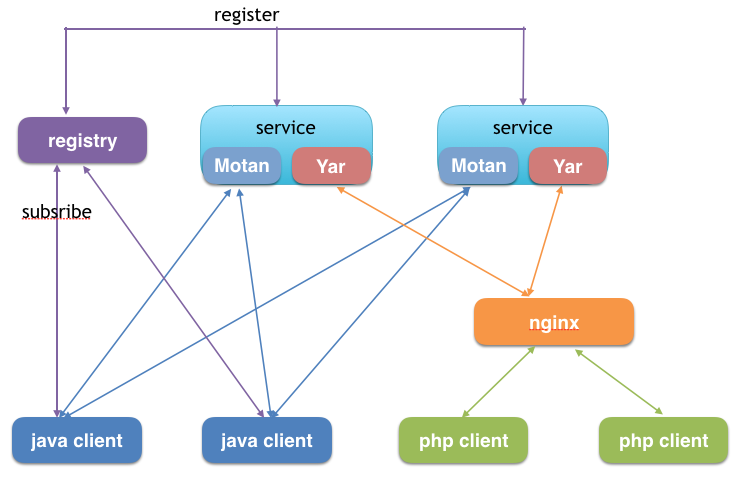 register
service
service
registry
Motan
Yar
Motan
Yar
subsribe
nginx
java client
java client
php client
php client